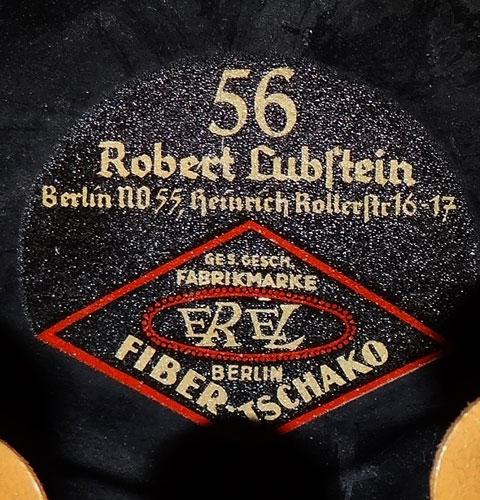 56
Robert Lubſtein
Berlin NO 55, Heinrich Rollerſtr 16-17
GES. GESCH.
FABRIKMARKE
EREL
BERLIN
FIBER-TSCHAKO